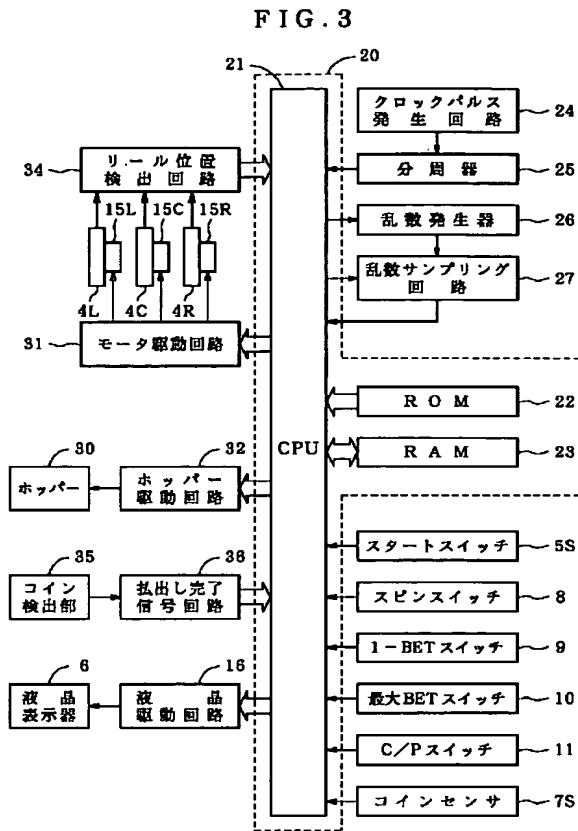 FIG.3
21
20
クロックパルス
発生回路
24
リール位置
検出回路
34
分周器
25
15L
15C
15R
乱数発生器
26
乱数サンプリング
回路
27
4L
4C
4R
モータ駆動回路
31
ROM
22
CPU
RAM
23
30
32
ホッパー
ホッパー
駆動回路
スタートスイッチ
5S
35
36
コイン
検出部
払出し完了
信号回路
スピンスイッチ
8
1-BETスイッチ
9
6
16
液晶
表示器
液晶
駆動回路
最大BETスイッチ
10
C/Pスイッチ
11
コインセンサ
7S